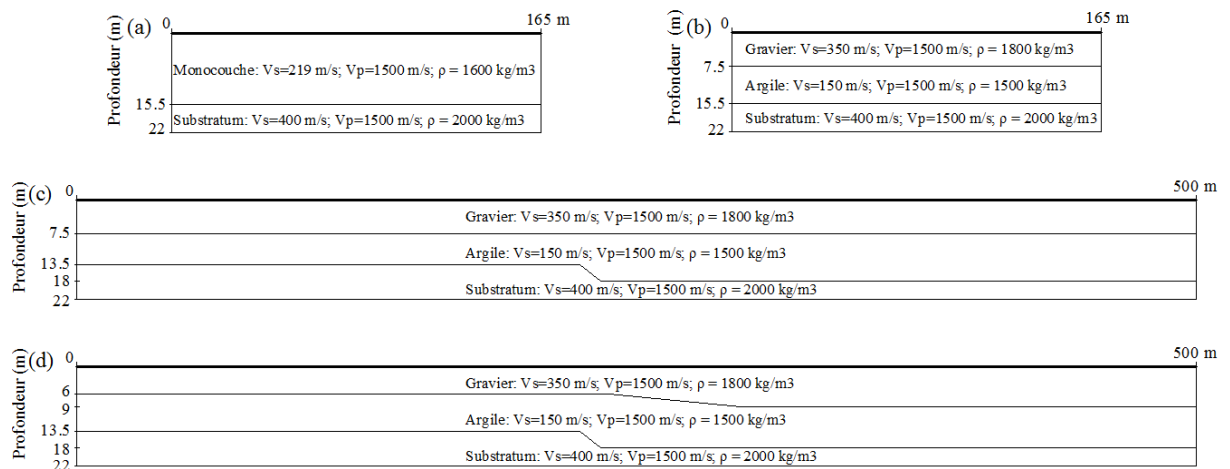 (a)
0
165 m
Profondeur (m)
Monocouche: Vs=219 m/s; Vp=1500 m/s; ρ = 1600 kg/m3
15.5
Substratum: Vs=400 m/s; Vp=1500 m/s; ρ = 2000 kg/m3
22
(b)
0
165 m
Profondeur (m)
Gravier: Vs=350 m/s; Vp=1500 m/s; ρ = 1800 kg/m3
7.5
Argile: Vs=150 m/s; Vp=1500 m/s; ρ = 1500 kg/m3
15.5
Substratum: Vs=400 m/s; Vp=1500 m/s; ρ = 2000 kg/m3
22
(c)
0
500 m
Profondeur (m)
Gravier: Vs=350 m/s; Vp=1500 m/s; ρ = 1800 kg/m3
7.5
Argile: Vs=150 m/s; Vp=1500 m/s; ρ = 1500 kg/m3
13.5
18
Substratum: Vs=400 m/s; Vp=1500 m/s; ρ = 2000 kg/m3
22
(d)
0
500 m
Profondeur (m)
Gravier: Vs=350 m/s; Vp=1500 m/s; ρ = 1800 kg/m3
6
9
Argile: Vs=150 m/s; Vp=1500 m/s; ρ = 1500 kg/m3
13.5
18
Substratum: Vs=400 m/s; Vp=1500 m/s; ρ = 2000 kg/m3
22